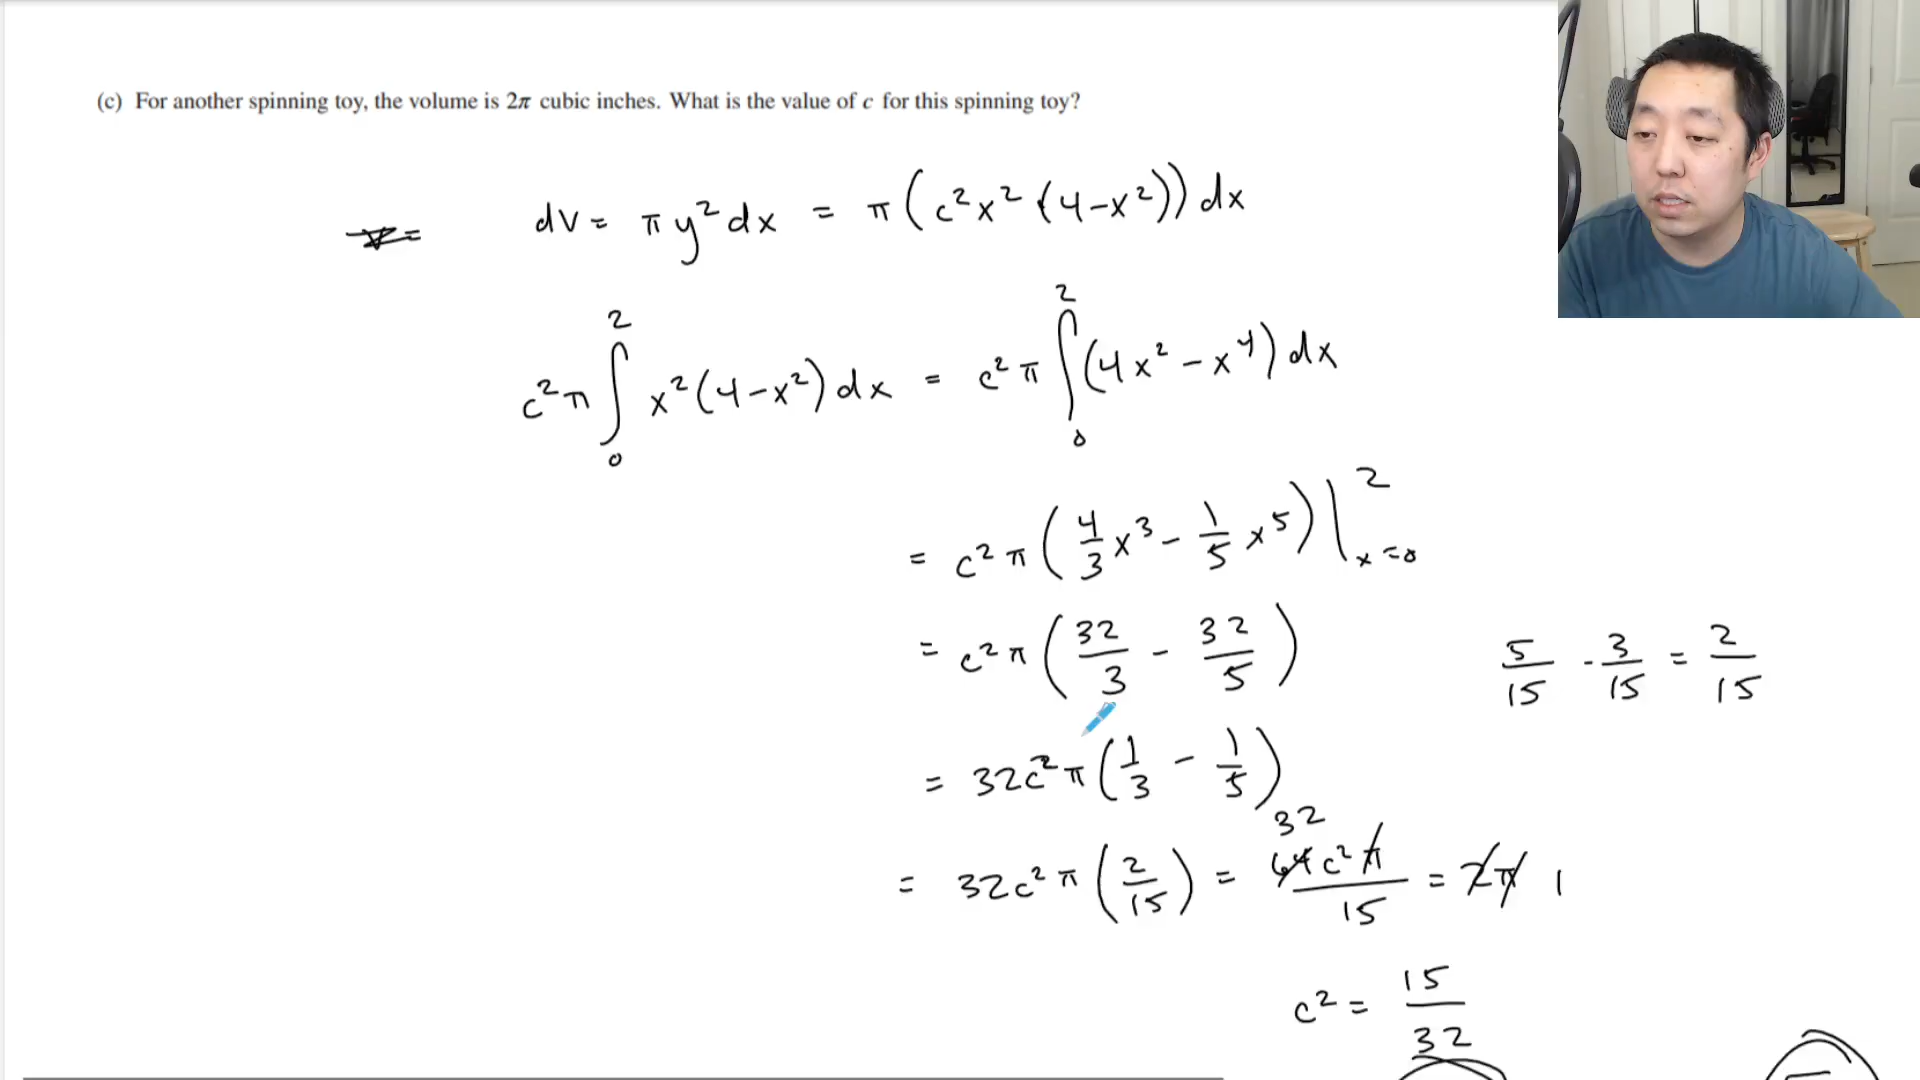 (c) For another spinning toy, the volume is 2π cubic inches. What is the value of c for this spinning toy?
dV = πy²dx = π(c²x²(4-x²))dx
c²π∫₀² x²(4-x²)dx = c²π∫₀²(4x²-x⁴)dx
= c²π(4/3 x³ - 1/5 x⁵)|²ₓ₌₀
= c²π(32/3 - 32/5)
5/15 - 3/15 = 2/15
= 32c²π(1/3 - 1/5)
32
= 32c²π(2/15) = 64c²π/15 = 2π 1
c² = 15/32